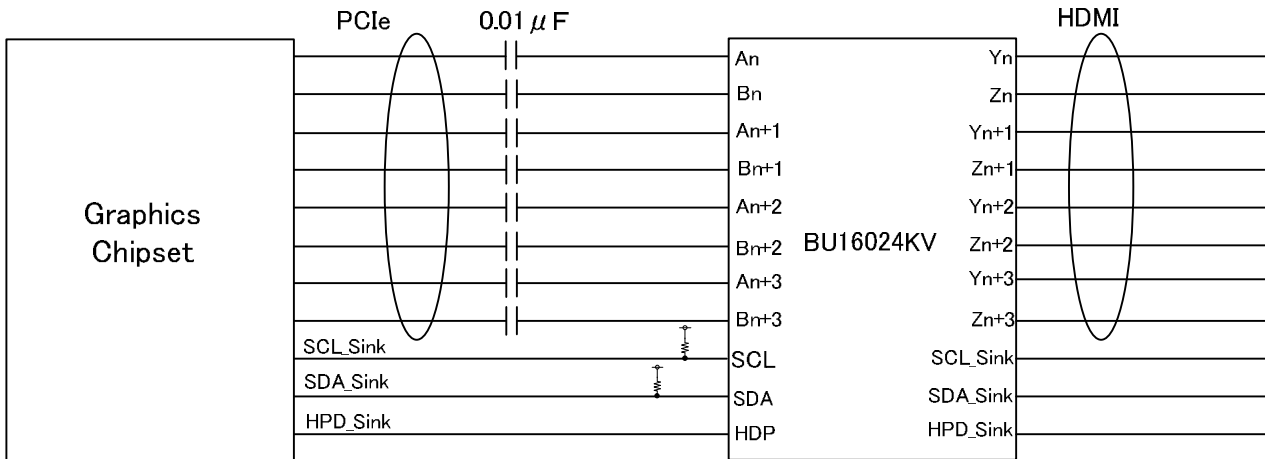 PCIe
0.01 μF
HDMI
Graphics
Chipset
An
Bn
An+1
Bn+1
An+2
Bn+2
An+3
Bn+3
SCL
SDA
HDP
BU16024KV
Yn
Zn
Yn+1
Zn+1
Yn+2
Zn+2
Yn+3
Zn+3
SCL_Sink
SDA_Sink
HPD_Sink
SCL_Sink
SDA_Sink
HPD_Sink